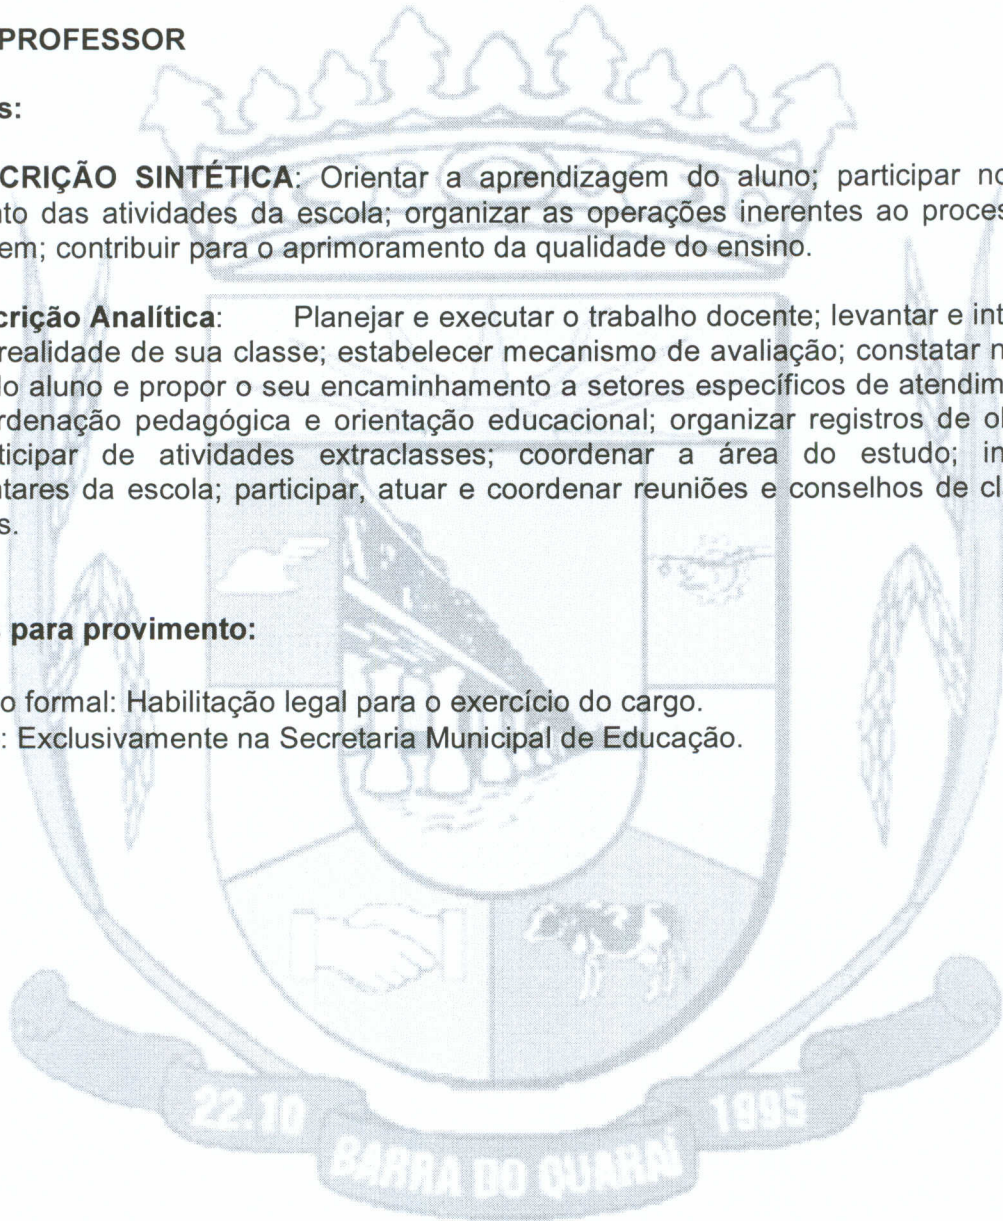 PROFESSOR
s:
CRIÇÃO SINTÉTICA: Orientar a aprendizagem do aluno; participar no
nto das atividades da escola; organizar as operações inerentes ao proces
em; contribuir para o aprimoramento da qualidade do ensino.
crição Analítica: Planejar e executar o trabalho docente; levantar e int
realidade de sua classe; estabelecer mecanismo de avaliação; constatar n
lo aluno e propor o seu encaminhamento a setores específicos de atendim
rdenação pedagógica e orientação educacional; organizar registros de o
ticipar de atividades extraclasses; coordenar a área do estudo; in
ntares da escola; participar, atuar e coordenar reuniões e conselhos de cl
s.
para provimento:
o formal: Habilitação legal para o exercício do cargo.
: Exclusivamente na Secretaria Municipal de Educação.
22.10 1995
BARRA DO QUARAÍ